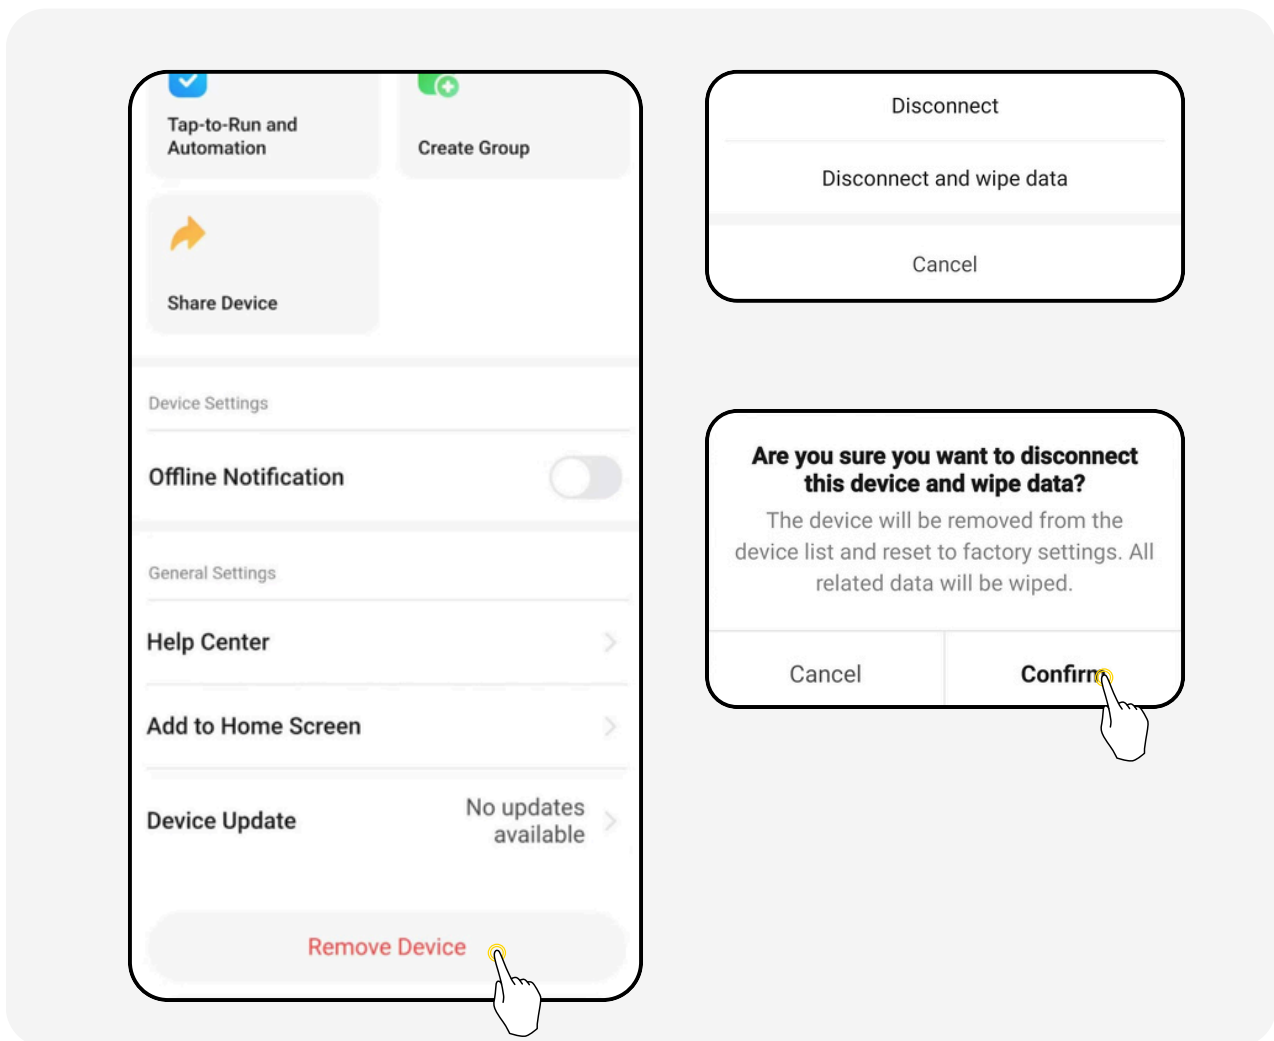 Tap-to-Run and
Automation
Create Group
Share Device
Device Settings
Offline Notification
General Settings
Help Center
Add to Home Screen
Device Update
No updates
available
Remove Device
Disconnect
Disconnect and wipe data
Cancel
Are you sure you want to disconnect
this device and wipe data?
The device will be removed from the
device list and reset to factory settings. All
related data will be wiped.
Cancel
Confirm